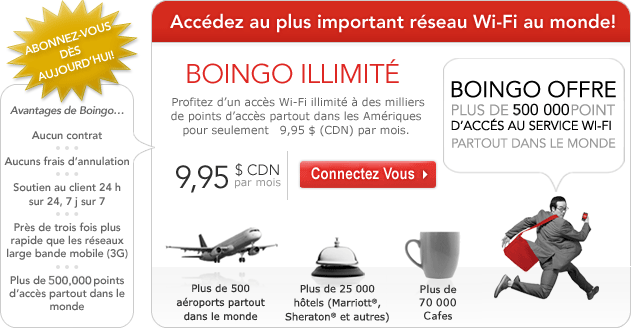 Accédez au plus important réseau Wi-Fi au monde!
ABONNEZ-VOUS
DÈS
AUJOURD'HUI!
Avantages de Boingo...
Aucun contrat
Aucuns frais d'annulation
Soutien au client 24 h
sur 24, 7 j sur 7
Près de trois fois plus
rapide que les réseaux
large bande mobile (3G)
Plus de 500,000 points
d'accès partout dans le
monde
BOINGO ILLIMITÉ
Profitez d'un accès Wi-Fi illimité à des milliers
de points d'accès partout dans les Amériques
pour seulement 9,95 $ (CDN) par mois.
9,95 $ CDN
par mois
Connectez Vous
BOINGO OFFRE
PLUS DE 500 000 POINT
D'ACCÉS AU SERVICE WI-FI
PARTOUT DANS LE MONDE
Plus de 500
aéroports partout
dans le monde
Plus de 25 000
hôtels (Marriott®,
Sheraton® et autres)
Plus de
70 000
Cafes